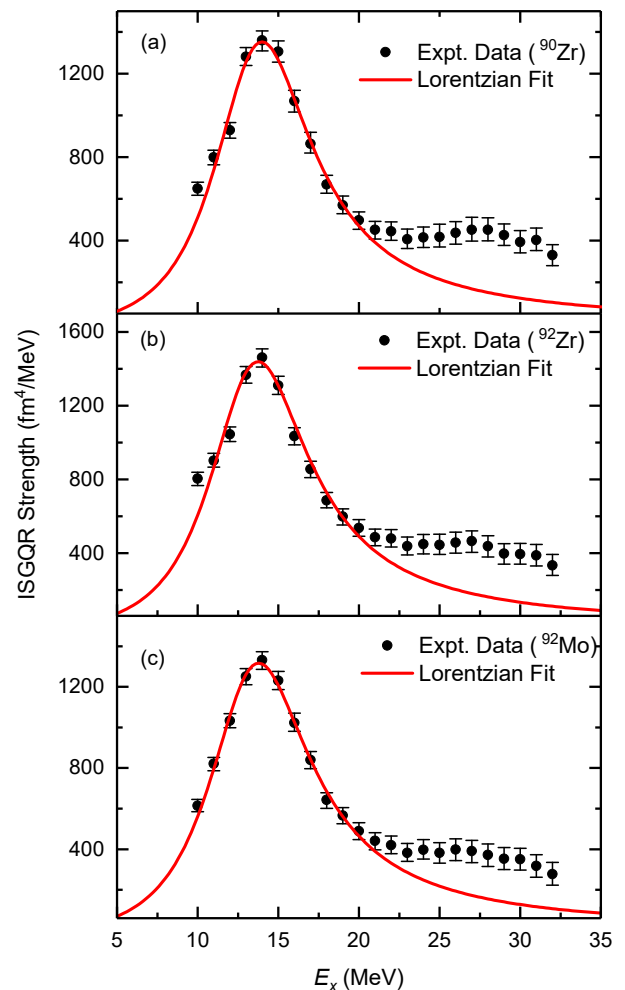 (a)
Expt. Data (⁹⁰Zr)
Lorentzian Fit
1200
800
400
(b)
Expt. Data (⁹²Zr)
Lorentzian Fit
1600
1200
800
400
(c)
Expt. Data (⁹²Mo)
Lorentzian Fit
1200
800
400
ISGQR Strength (fm⁴/MeV)
5 10 15 20 25 30 35
Eₓ (MeV)